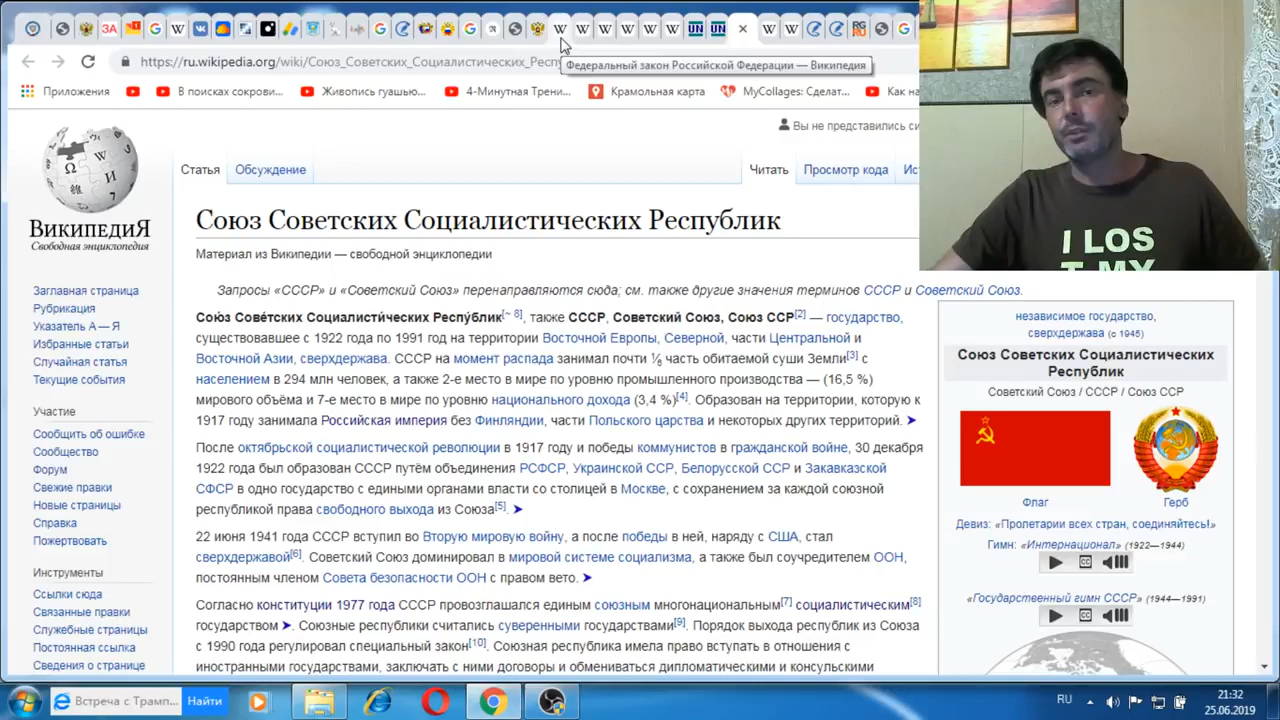 ЗА
UN
UN
RG
RU
https://ru.wikipedia.org/wiki/Союз_Советских_Социалистических_Респу
Федеральный закон Российской Федерации — Википедия
Приложения
В поисках сокрови...
Живопись гуашью...
4-Минутная Трени...
Крамольная карта
MyCollages: Сделат...
Как на
Вы не представились си
Статья
Обсуждение
Читать
Просмотр кода
Ис
ВикипедиЯ
Свободная энциклопедия
I LOS
T MY
Союз Советских Социалистических Республик
Материал из Википедии — свободной энциклопедии
Запросы «СССР» и «Советский Союз» перенаправляются сюда; см. также другие значения терминов СССР и Советский Союз.
Сою́з Сове́тских Социалисти́ческих Респу́блик[~ 8], также СССР, Советский Союз, Союз ССР[2] — государство,
существовавшее с 1922 года по 1991 год на территории Восточной Европы, Северной, части Центральной и
Восточной Азии, сверхдержава. СССР на момент распада занимал почти 1⁄6 часть обитаемой суши Земли[3] с
населением в 294 млн человек, а также 2-е место в мире по уровню промышленного производства — (16,5 %)
мирового объёма и 7-е место в мире по уровню национального дохода (3,4 %)[4]. Образован на территории, которую к
1917 году занимала Российская империя без Финляндии, части Польского царства и некоторых других территорий. ➤
После октябрьской социалистической революции в 1917 году и победы коммунистов в гражданской войне, 30 декабря
1922 года был образован СССР путём объединения РСФСР, Украинской ССР, Белорусской ССР и Закавказской
СФСР в одно государство с едиными органами власти со столицей в Москве, с сохранением за каждой союзной
республикой права свободного выхода из Союза[5]. ➤
22 июня 1941 года СССР вступил во Вторую мировую войну, а после победы в ней, наряду с США, стал
сверхдержавой[6]. Советский Союз доминировал в мировой системе социализма, а также был соучредителем ООН,
постоянным членом Совета безопасности ООН с правом вето. ➤
Согласно конституции 1977 года СССР провозглашался единым союзным многонациональным[7] социалистическим[8]
государством ➤. Союзные республики считались суверенными государствами[9]. Порядок выхода республик из Союза
с 1990 года регулировал специальный закон[10]. Союзная республика имела право вступать в отношения с
иностранными государствами, заключать с ними договоры и обмениваться дипломатическими и консульскими
Заглавная страница
Рубрикация
Указатель А — Я
Избранные статьи
Случайная статья
Текущие события
Участие
Сообщить об ошибке
Сообщество
Форум
Свежие правки
Новые страницы
Справка
Пожертвовать
Инструменты
Ссылки сюда
Связанные правки
Служебные страницы
Постоянная ссылка
Сведения о странице
независимое государство,
сверхдержава (с 1945)
Союз Советских Социалистических
Республик
Советский Союз / СССР / Союз ССР
Флаг
Герб
Девиз: «Пролетарии всех стран, соединяйтесь!»
Гимн: «Интернационал» (1922—1944)
«Государственный гимн СССР» (1944—1991)
Встреча с Трамп...
Найти
RU
21:32
25.06.2019